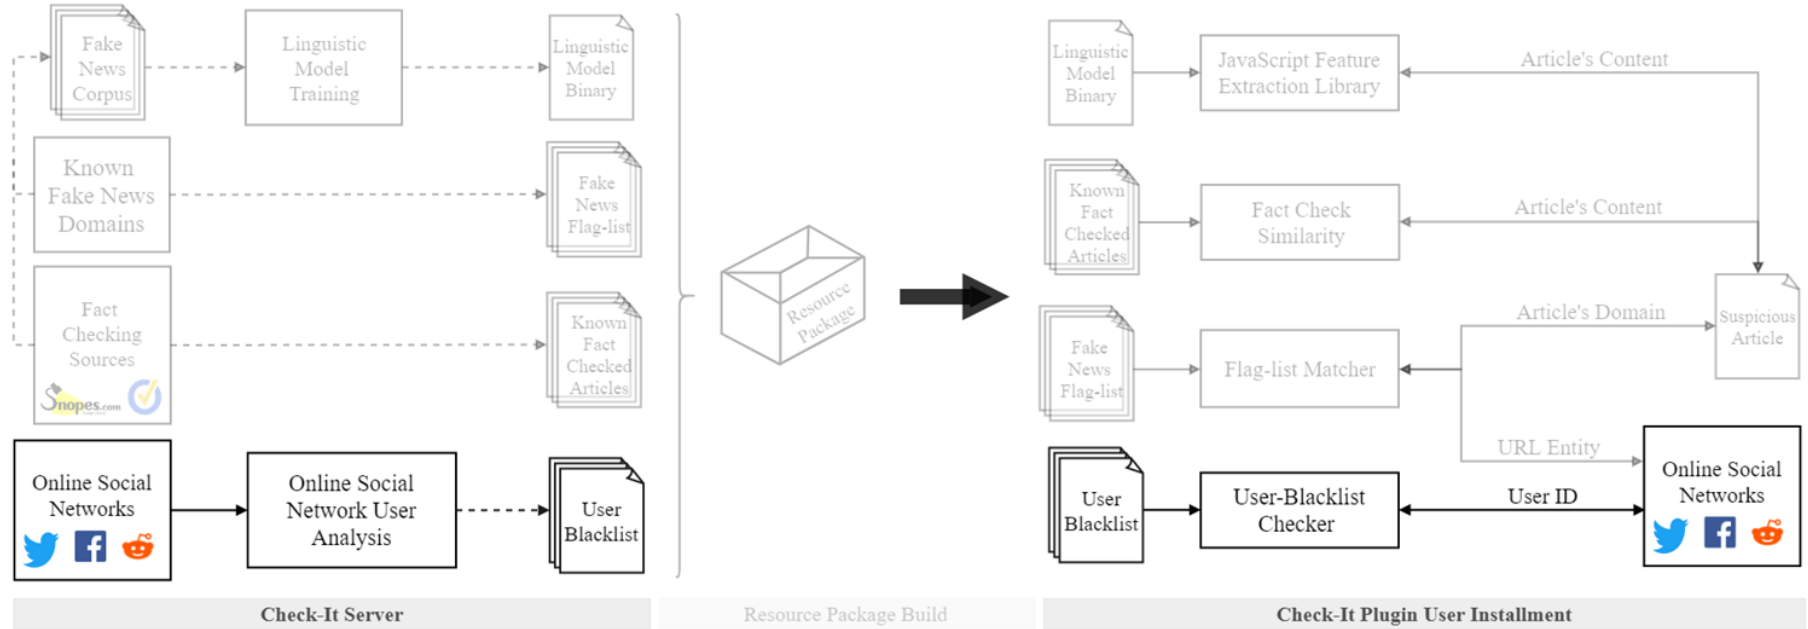 Fake
News
Corpus
Linguistic
Model
Training
Linguistic
Model
Binary
Known
Fake News
Domains
Fake
News
Flag-list
Fact
Checking
Sources
Snopes.com
Known
Fact
Checked
Articles
Online Social
Networks
Online Social
Network User
Analysis
User
Blacklist
Check-It Server
Resource
Package
Resource Package Build
Linguistic
Model
Binary
JavaScript Feature
Extraction Library
Article's Content
Known
Fact
Checked
Articles
Fact Check
Similarity
Article's Content
Fake
News
Flag-list
Flag-list Matcher
Article's Domain
Suspicious
Article
URL Entity
User
Blacklist
User-Blacklist
Checker
User ID
Online Social
Networks
Check-It Plugin User Installment